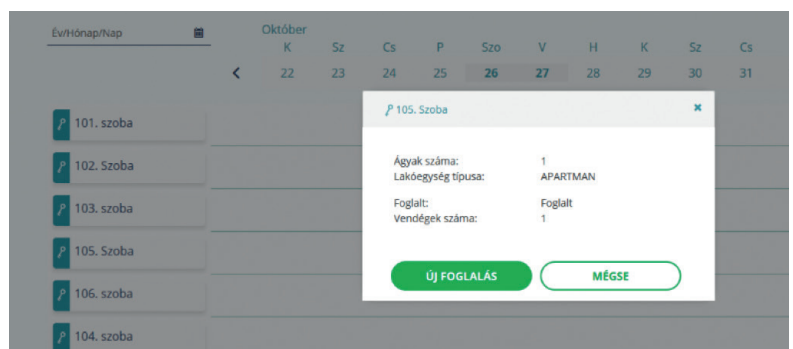 Október
Év/Hónap/Nap
K Sz Cs P Szo V H K Sz Cs
22 23 24 25 26 27 28 29 30 31
105. Szoba
101. szoba
Ágyak száma: 1
102. Szoba
Lakóegység típusa: APARTMAN
Foglalt: Foglalt
103. szoba
Vendégek száma: 1
105. Szoba
ÚJ FOGLALÁS MÉGSE
106. szoba
104. szoba